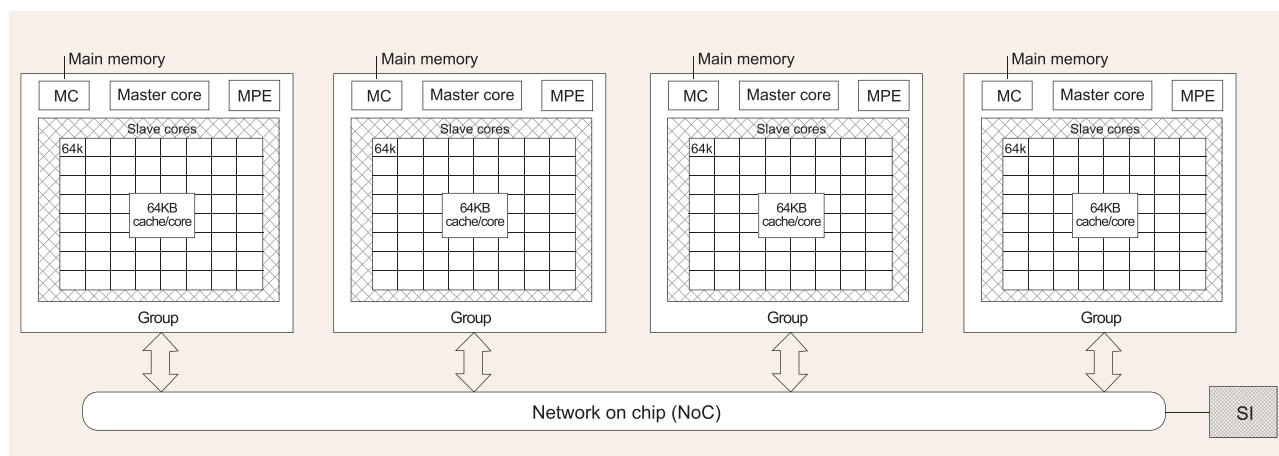 Main memory
MC
Master core
MPE
Slave cores
64k
64KB
cache/core
Group
Main memory
MC
Master core
MPE
Slave cores
64k
64KB
cache/core
Group
Main memory
MC
Master core
MPE
Slave cores
64k
64KB
cache/core
Group
Main memory
MC
Master core
MPE
Slave cores
64k
64KB
cache/core
Group
Network on chip (NoC)
SI